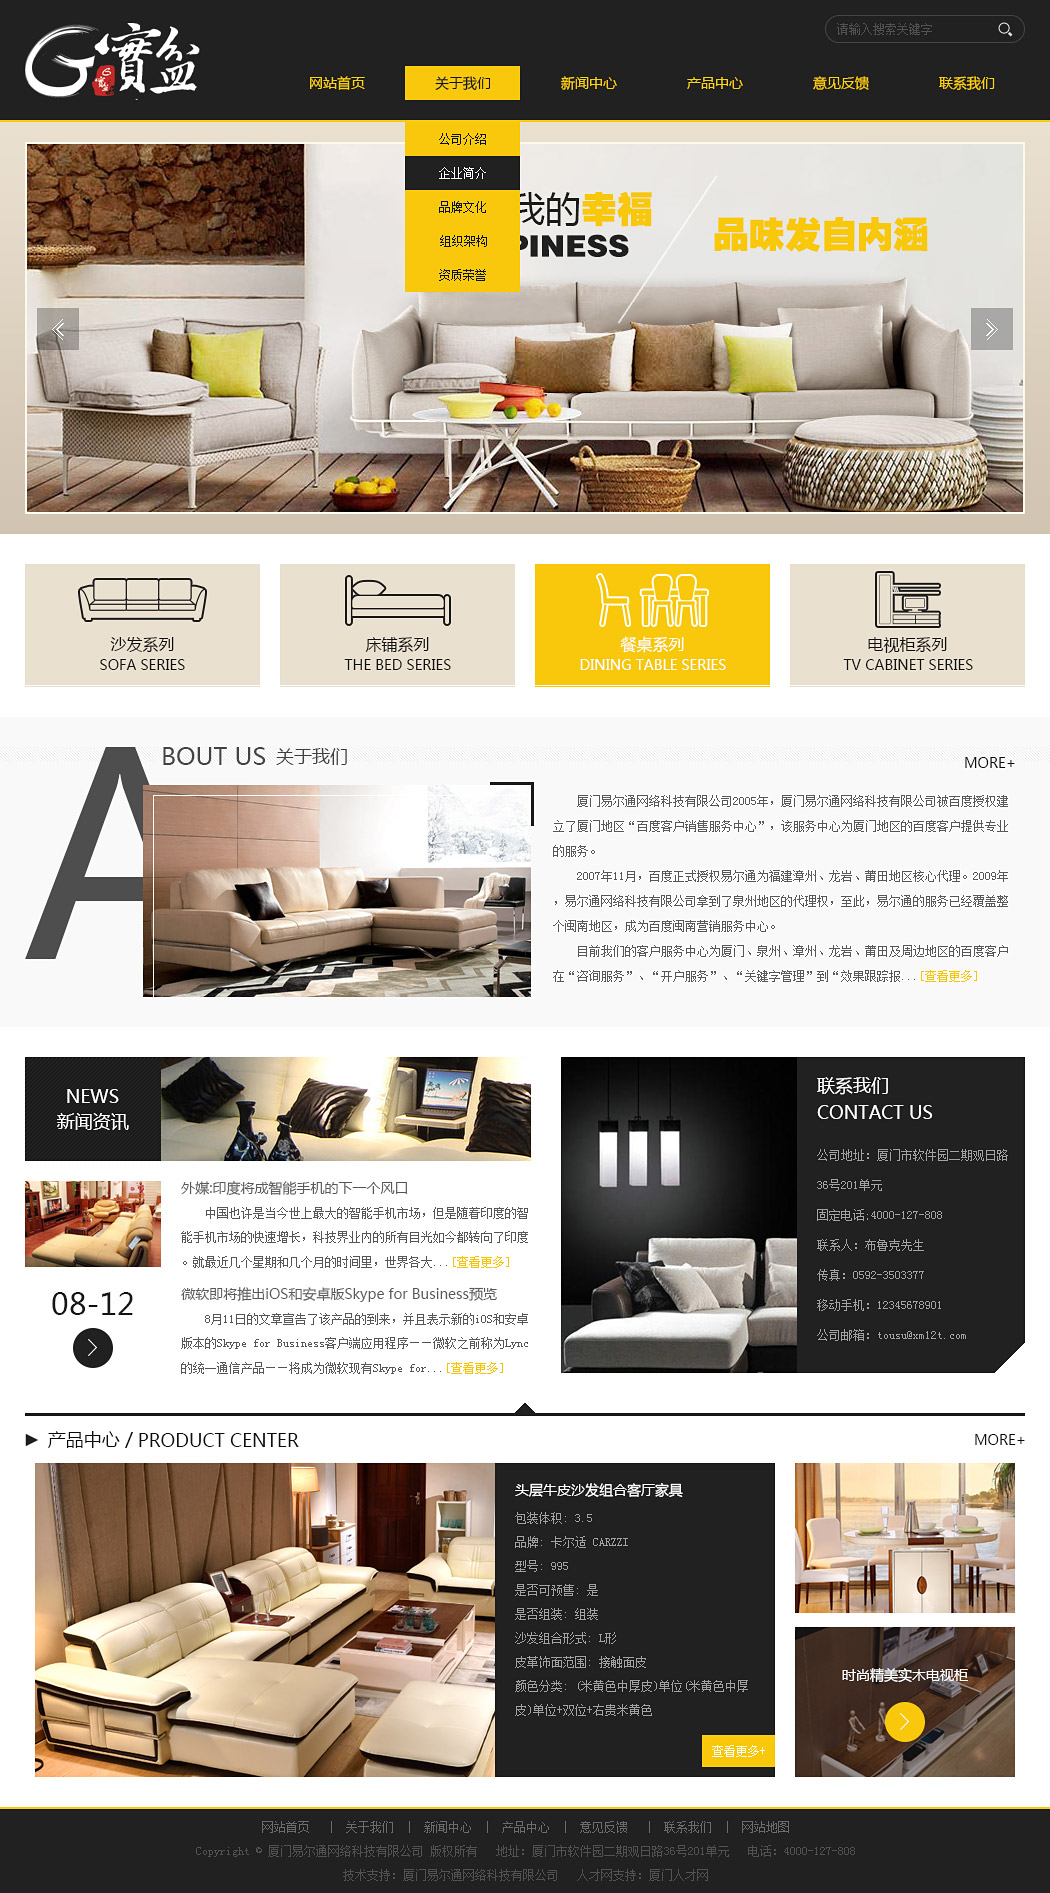 G寶盆
请输入搜索关键字
网站首页 关于我们 新闻中心 产品中心 意见反馈 联系我们
公司介绍
企业简介
品牌文化
组织架构
资质荣誉
我的幸福
PINESS
品味发自内涵
沙发系列
SOFA SERIES
床铺系列
THE BED SERIES
餐桌系列
DINING TABLE SERIES
电视柜系列
TV CABINET SERIES
ABOUT US 关于我们
MORE+
厦门易尔通网络科技有限公司2005年，厦门易尔通网络科技有限公司被百度授权建
立了厦门地区“百度客户销售服务中心”，该服务中心为厦门地区的百度客户提供专业
的服务。
2007年11月，百度正式授权易尔通为福建漳州、龙岩、莆田地区核心代理。2009年
，易尔通网络科技有限公司拿到了泉州地区的代理权，至此，易尔通的服务已经覆盖整
个闽南地区，成为百度闽南营销服务中心。
目前我们的客户服务中心为厦门、泉州、漳州、龙岩、莆田及周边地区的百度客户
在“咨询服务”、“开户服务”、“关键字管理”到“效果跟踪报...[查看更多]
NEWS
新闻资讯
外媒:印度将成智能手机的下一个风口
中国也许是当今世上最大的智能手机市场，但是随着印度的智
能手机市场的快速增长，科技界业内的所有目光如今都转向了印度
。就最近几个星期和几个月的时间里，世界各大...[查看更多]
08-12
微软即将推出iOS和安卓版Skype for Business预览
8月11日的文章宣告了该产品的到来，并且表示新的iOS和安卓
版本的Skype for Business客户端应用程序——微软之前称为Lync
的统一通信产品——将成为微软现有Skype for...[查看更多]
联系我们
CONTACT US
公司地址：厦门市软件园二期观日路
36号201单元
固定电话;4000-127-808
联系人：布鲁克先生
传真：0592-3503377
移动手机：12345678901
公司邮箱：tousu@xm12t.com
产品中心 / PRODUCT CENTER
MORE+
头层牛皮沙发组合客厅家具
包装体积：3.5
品牌：卡尔适 CARZZI
型号：995
是否可预售：是
是否组装：组装
沙发组合形式：L形
皮革饰面范围：接触面皮
颜色分类：(米黄色中厚皮)单位(米黄色中厚
皮)单位+双位+右贵米黄色
查看更多+
时尚精美实木电视柜
网站首页 | 关于我们 | 新闻中心 | 产品中心 | 意见反馈 | 联系我们 | 网站地图
Copyright © 厦门易尔通网络科技有限公司 版权所有 地址：厦门市软件园二期观日路36号201单元 电话：4000-127-808
技术支持：厦门易尔通网络科技有限公司 人才网支持：厦门人才网